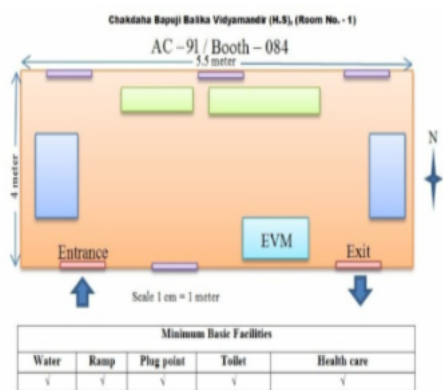 Chakdaha Bapuji Balika Vidyamandir (H.S), (Room No. - 1)
AC – 91 / Booth – 084
5.5 meter
4 meter
N
EVM
Entrance
Exit
Scale 1 cm = 1 meter
Minimum Basic Facilities
Water Ramp Plug point Toilet Health care
√ √ √ √ √